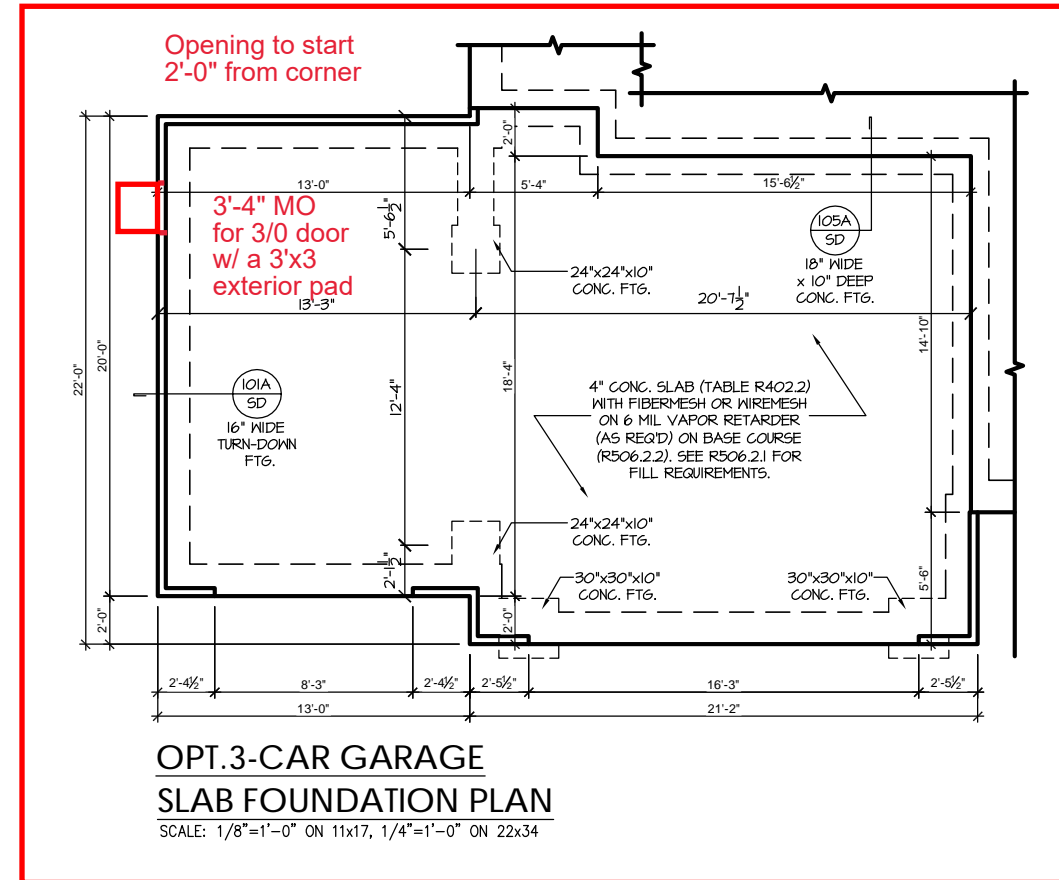 Opening to start
2'-0" from corner
2'-0"
13'-0"
5'-4"
15'-6½"
3'-4" MO
for 3/0 door
w/ a 3'x3
exterior pad
5'-6½"
105A
SD
18" WIDE
x 10" DEEP
CONC. FTG.
24"x24"x10"
CONC. FTG.
13'-3"
20'-7½"
14'-10"
22'-0"
20'-0"
18'-4"
12'-4"
101A
SD
16" WIDE
TURN-DOWN
FTG.
4" CONC. SLAB (TABLE R402.2)
WITH FIBERMESH OR WIREMESH
ON 6 MIL VAPOR RETARDER
(AS REQ'D) ON BASE COURSE
(R506.2.2). SEE R506.2.1 FOR
FILL REQUIREMENTS.
24"x24"x10"
CONC. FTG.
2'-1½"
30"x30"x10"
CONC. FTG.
30"x30"x10"
CONC. FTG.
5'-6"
2'-0"
2'-0"
2'-4½"
8'-3"
2'-4½"
2'-5½"
16'-3"
2'-5½"
13'-0"
21'-2"
OPT.3-CAR GARAGE
SLAB FOUNDATION PLAN
SCALE: 1/8"=1'-0" ON 11x17, 1/4"=1'-0" ON 22x34